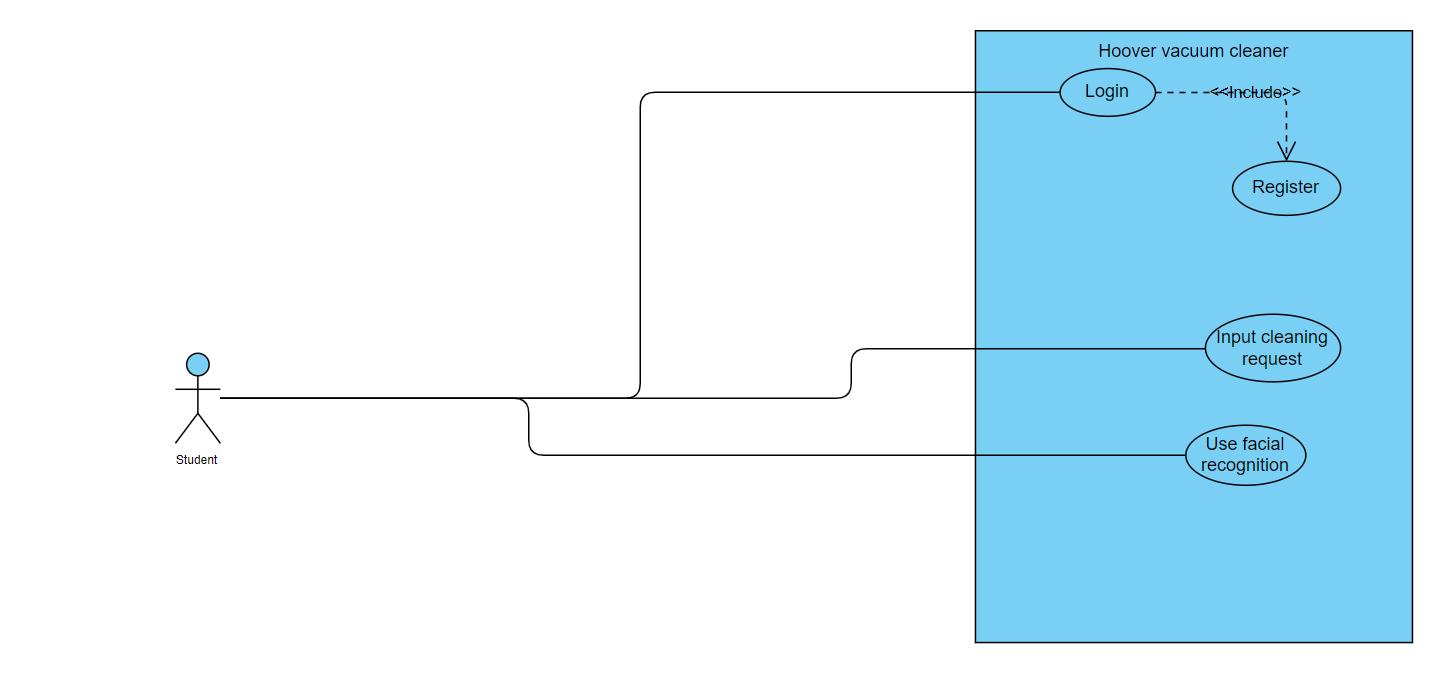 Hoover vacuum cleaner
Login
<<Include>>
Register
Input cleaning
request
Use facial
recognition
Student